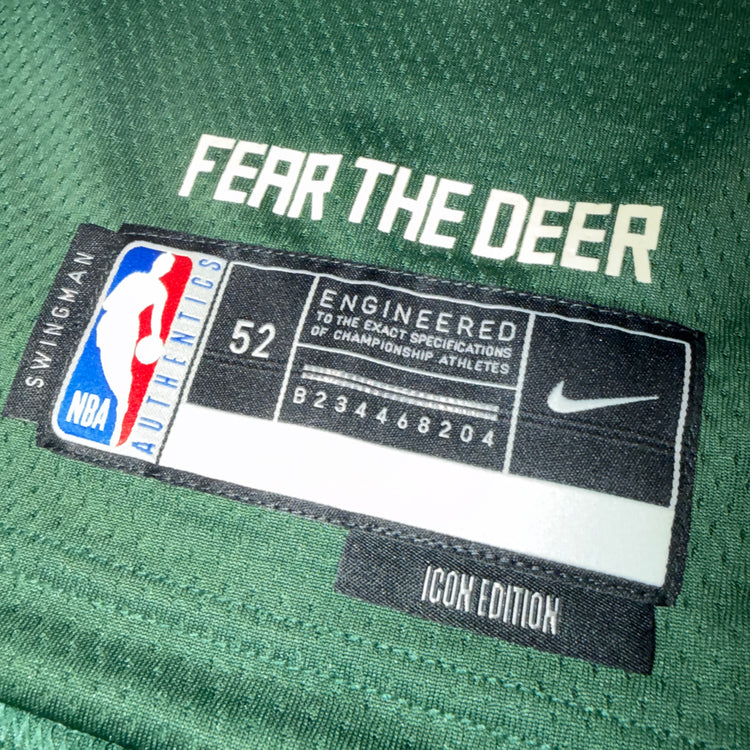 FEAR THE DEER
SWINGMAN
NBA
AUTHENTICS
52
ENGINEERED
TO THE EXACT SPECIFICATIONS
OF CHAMPIONSHIP ATHLETES
B234468204
ICON EDITION